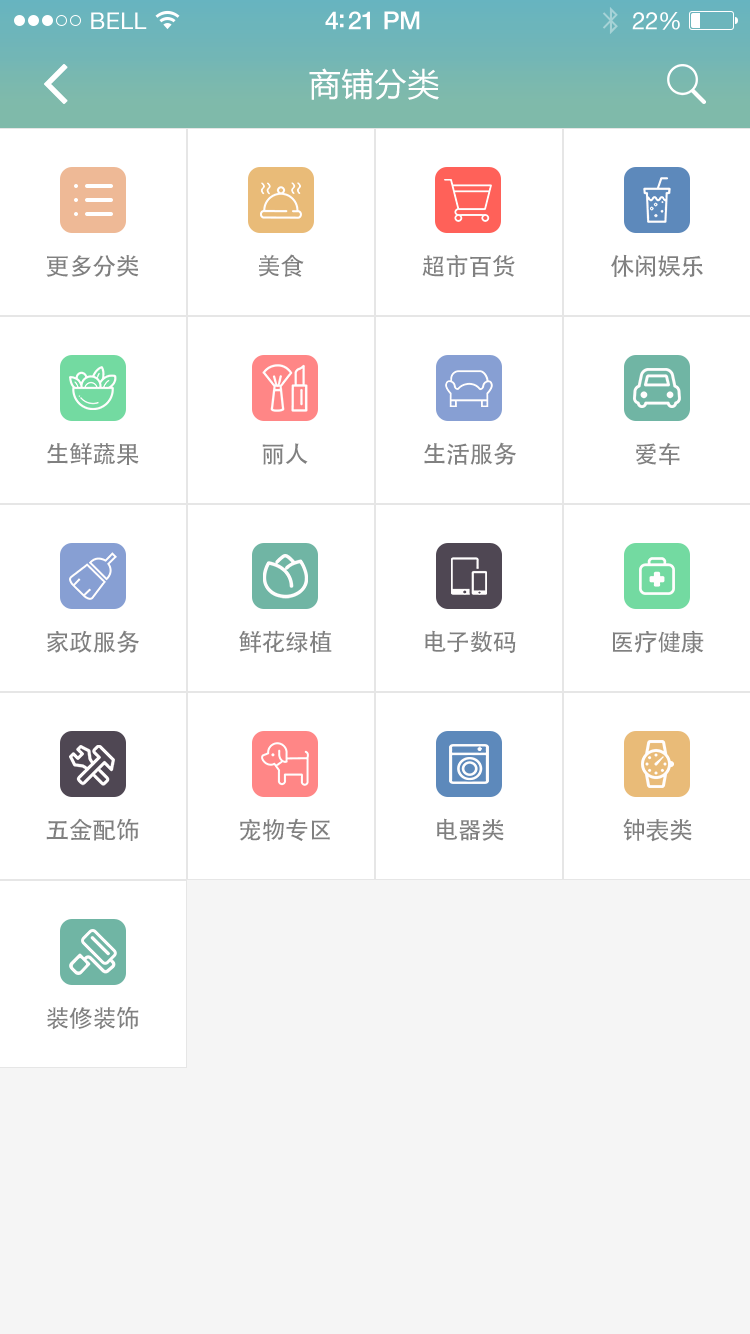 BELL 4:21 PM 22%
商铺分类
更多分类 美食 超市百货 休闲娱乐
生鲜蔬果 丽人 生活服务 爱车
家政服务 鲜花绿植 电子数码 医疗健康
五金配饰 宠物专区 电器类 钟表类
装修装饰